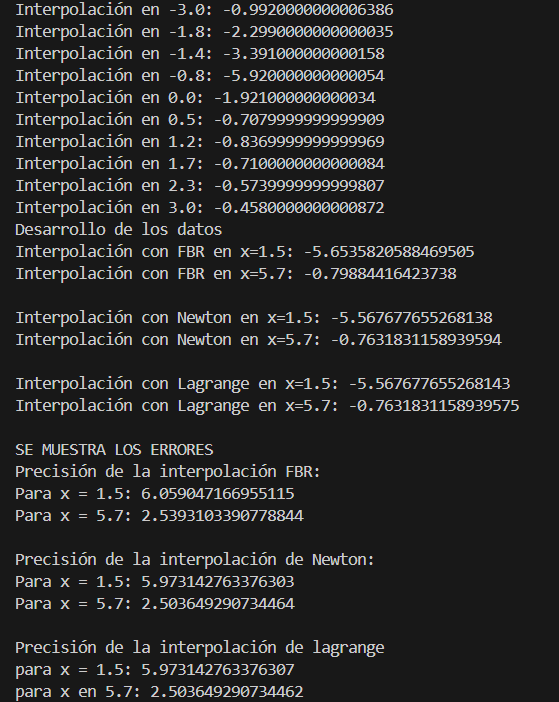 Interpolación en -3.0: -0.9920000000006386
Interpolación en -1.8: -2.2990000000000035
Interpolación en -1.4: -3.391000000000158
Interpolación en -0.8: -5.920000000000054
Interpolación en 0.0: -1.921000000000034
Interpolación en 0.5: -0.7079999999999909
Interpolación en 1.2: -0.8369999999999969
Interpolación en 1.7: -0.7100000000000084
Interpolación en 2.3: -0.5739999999999807
Interpolación en 3.0: -0.4580000000000872
Desarrollo de los datos
Interpolación con FBR en x=1.5: -5.6535820588469505
Interpolación con FBR en x=5.7: -0.79884416423738
Interpolación con Newton en x=1.5: -5.567677655268138
Interpolación con Newton en x=5.7: -0.7631831158939594
Interpolación con Lagrange en x=1.5: -5.567677655268143
Interpolación con Lagrange en x=5.7: -0.7631831158939575
SE MUESTRA LOS ERRORES
Precisión de la interpolación FBR:
Para x = 1.5: 6.059047166955115
Para x = 5.7: 2.5393103390778844
Precisión de la interpolación de Newton:
Para x = 1.5: 5.973142763376303
Para x = 5.7: 2.503649290734464
Precisión de la interpolación de lagrange
para x = 1.5: 5.973142763376307
para x en 5.7: 2.503649290734462